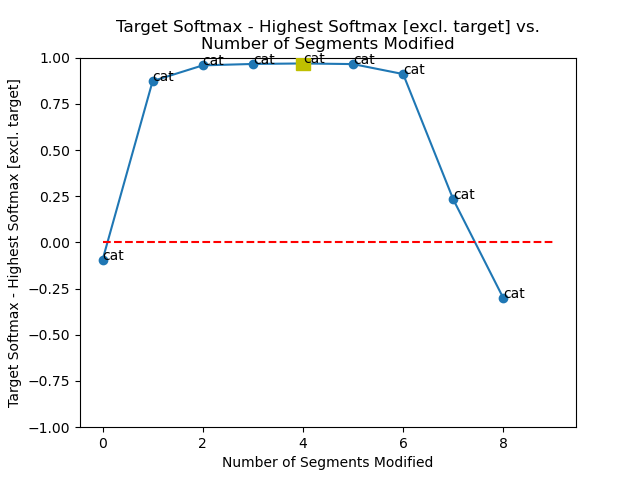 Target Softmax - Highest Softmax [excl. target] vs.
Number of Segments Modified
Target Softmax - Highest Softmax [excl. target]
1.00
0.75
0.50
0.25
0.00
−0.25
−0.50
−0.75
−1.00
cat
cat
cat
cat
cat
cat
cat
cat
cat
0
2
4
6
8
Number of Segments Modified